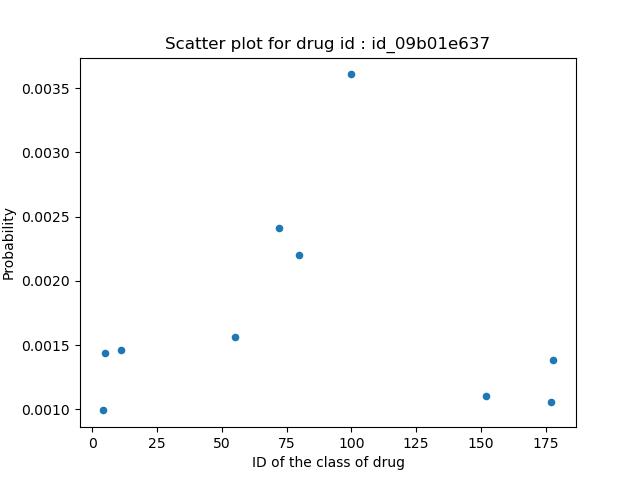 Scatter plot for drug id : id_09b01e637
0.0035
0.0030
0.0025
0.0020
0.0015
0.0010
Probability
0 25 50 75 100 125 150 175
ID of the class of drug